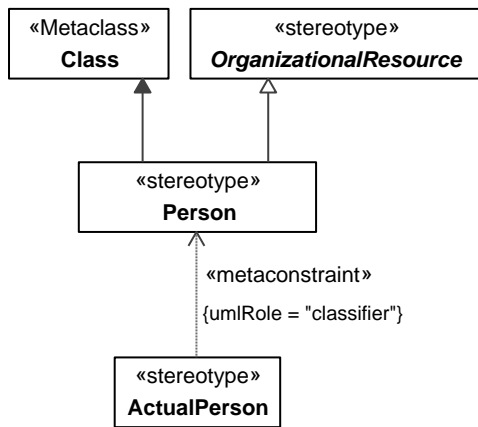 «Metaclass»
Class
«stereotype»
OrganizationalResource
«stereotype»
Person
«metaconstraint»
{umlRole = "classifier"}
«stereotype»
ActualPerson